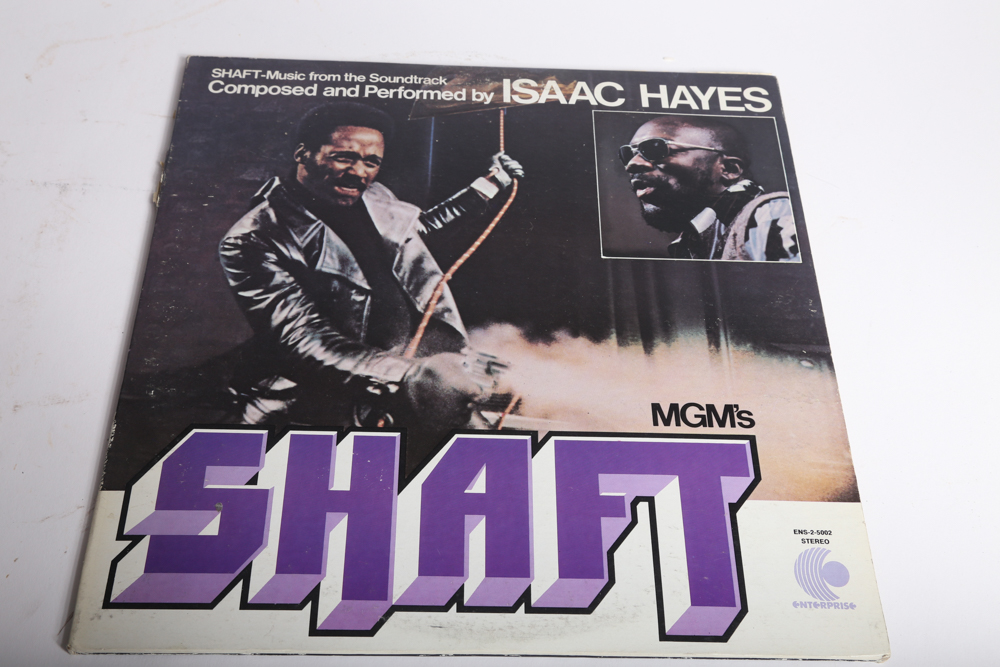 SHAFT-Music from the Soundtrack
Composed and Performed by ISAAC HAYES
MGM's
SHAFT
ENS-2-5002
STEREO
ENTERPRISE